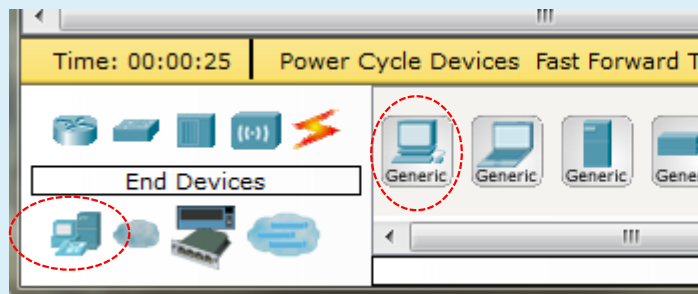 Time: 00:00:25 Power Cycle Devices Fast Forward T
End Devices
Generic Generic Generic Gene